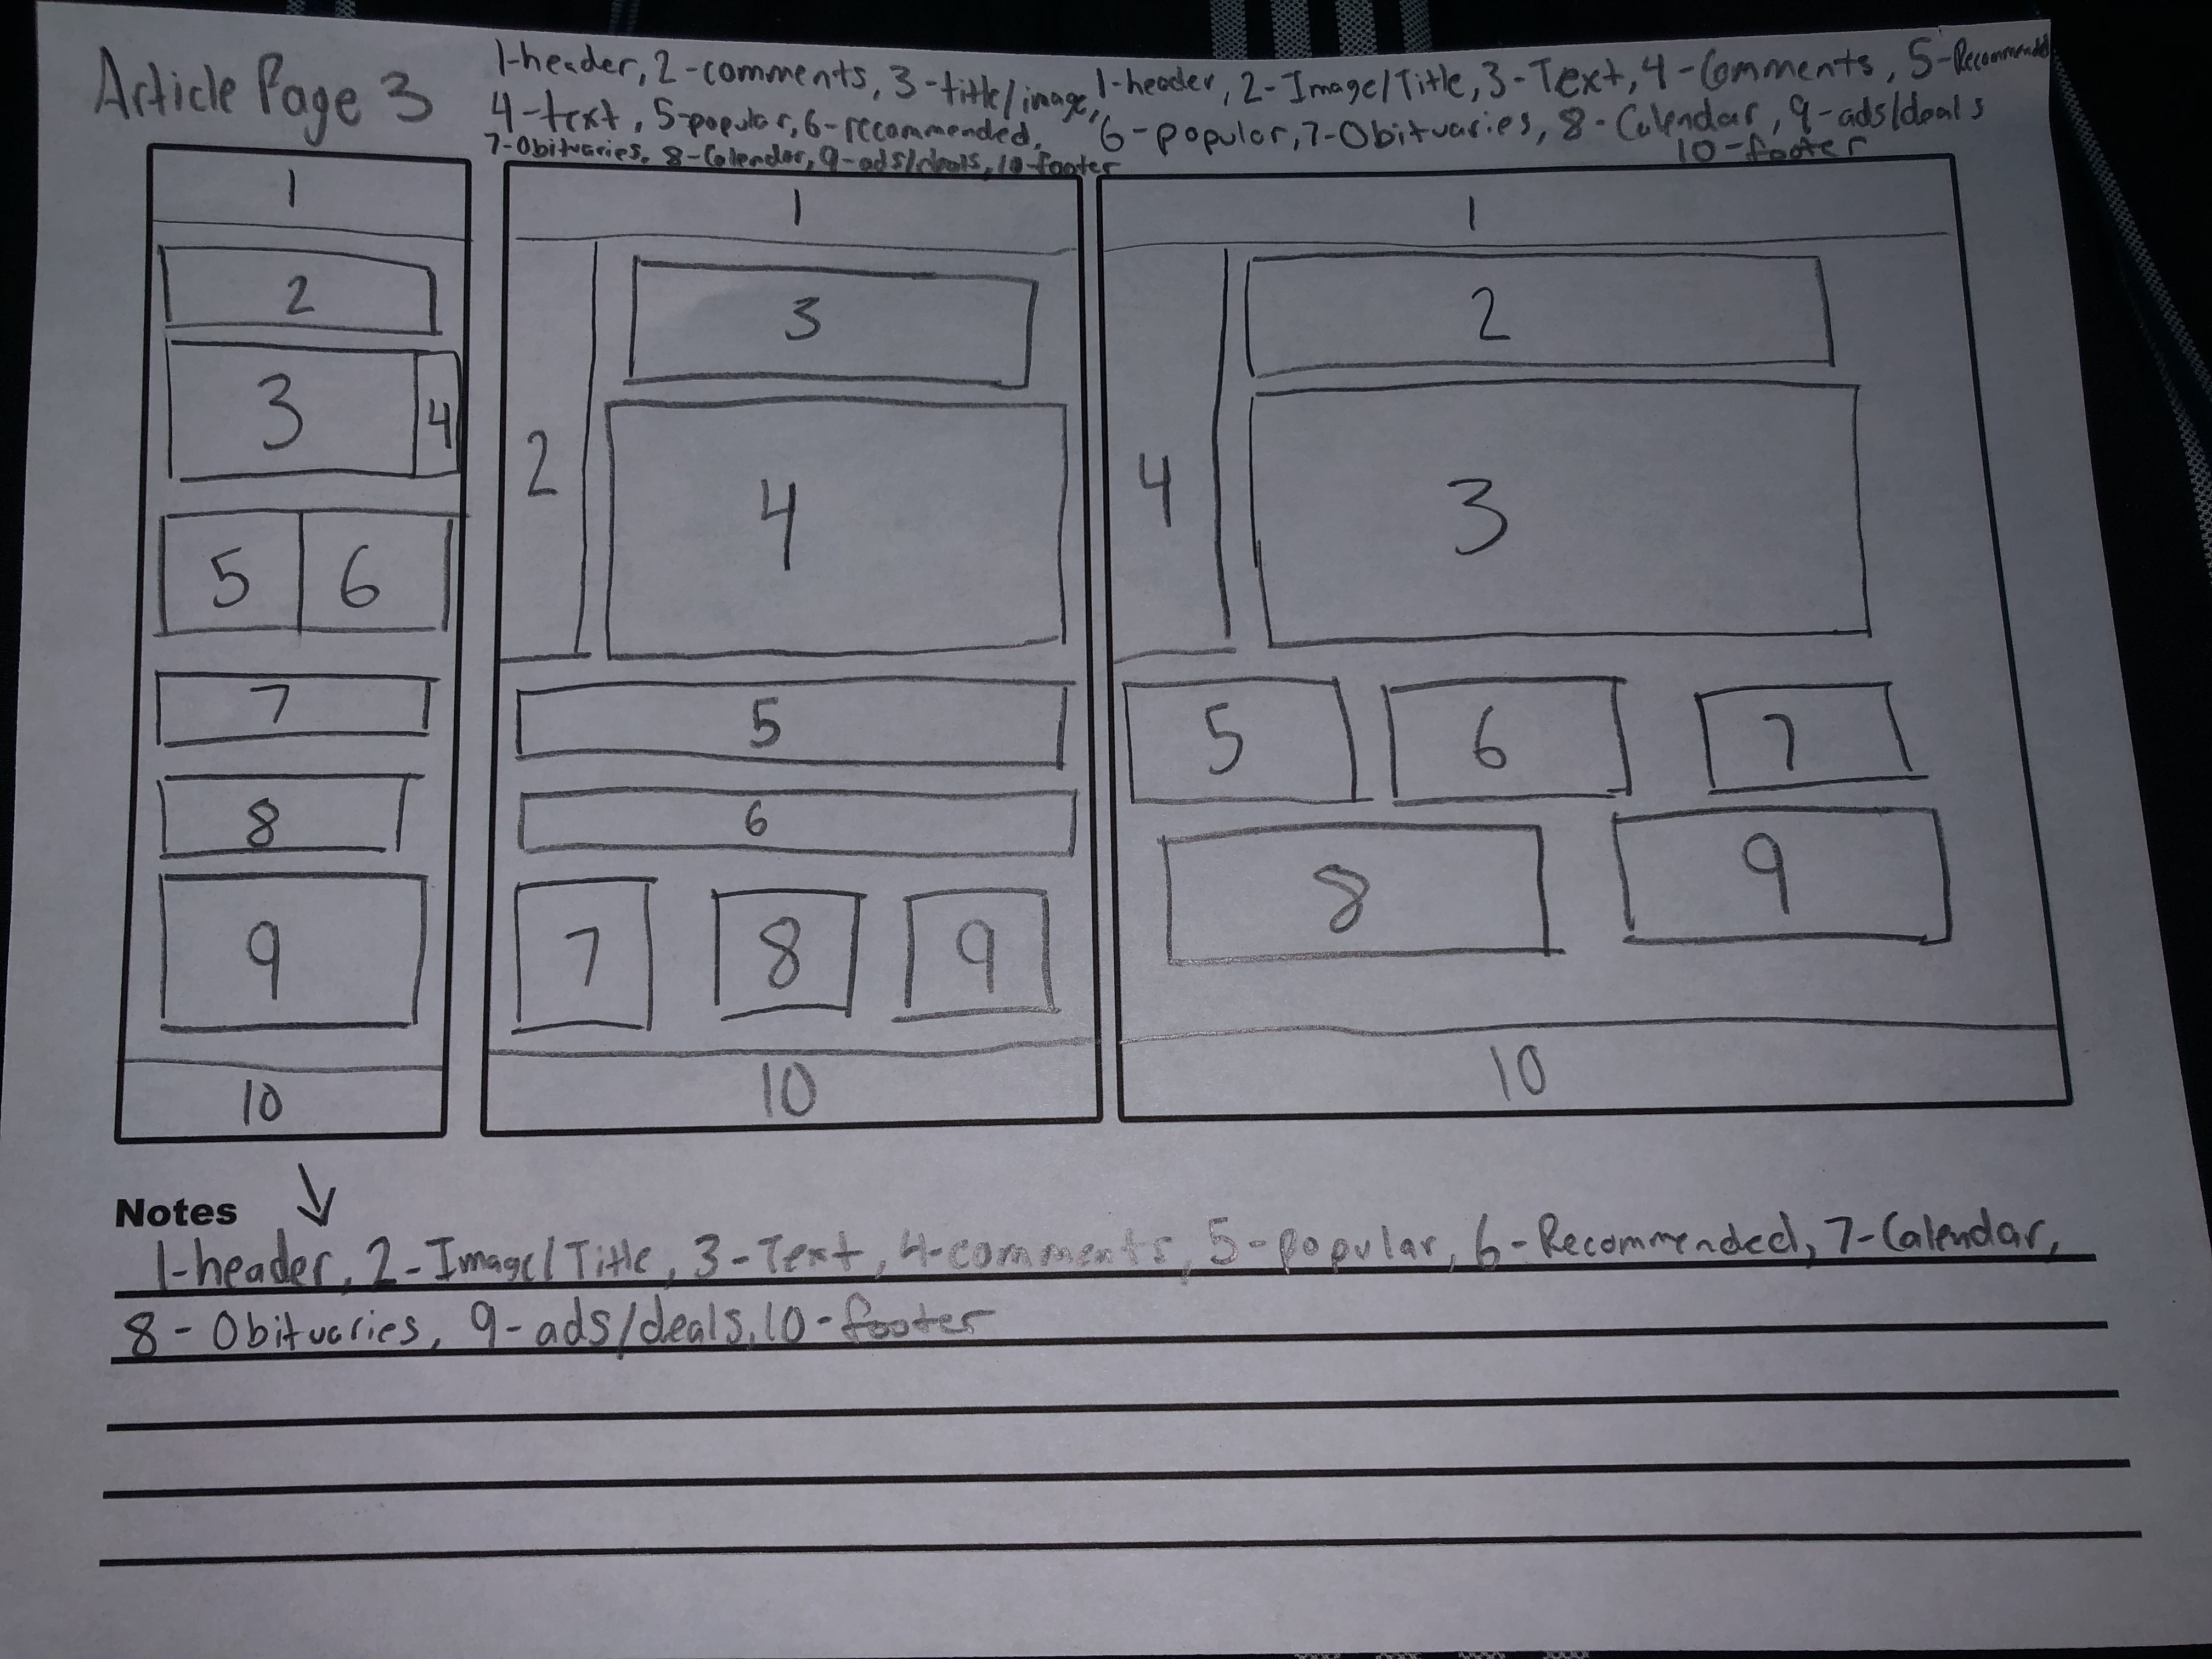 Article Page 3
1-header, 2-comments, 3-title/image,
4-text, 5-popular, 6-recommended,
7-Obituaries, 8-Calendar, 9-ads/deals, 10-footer
1-header, 2-Image/Title, 3-Text, 4-Comments, 5-Recommended
6-popular, 7-Obituaries, 8-Calendar, 9-ads/deals
10-footer
1
2
3 4
5 6
7
8
9
10
1
3
2
4
5
6
7 8 9
10
1
2
4 3
5 6 7
8 9
10
Notes
1-header, 2-Image/Title, 3-Text, 4-comments, 5-popular, 6-Recommended, 7-Calendar,
8-Obituaries, 9-ads/deals, 10-footer